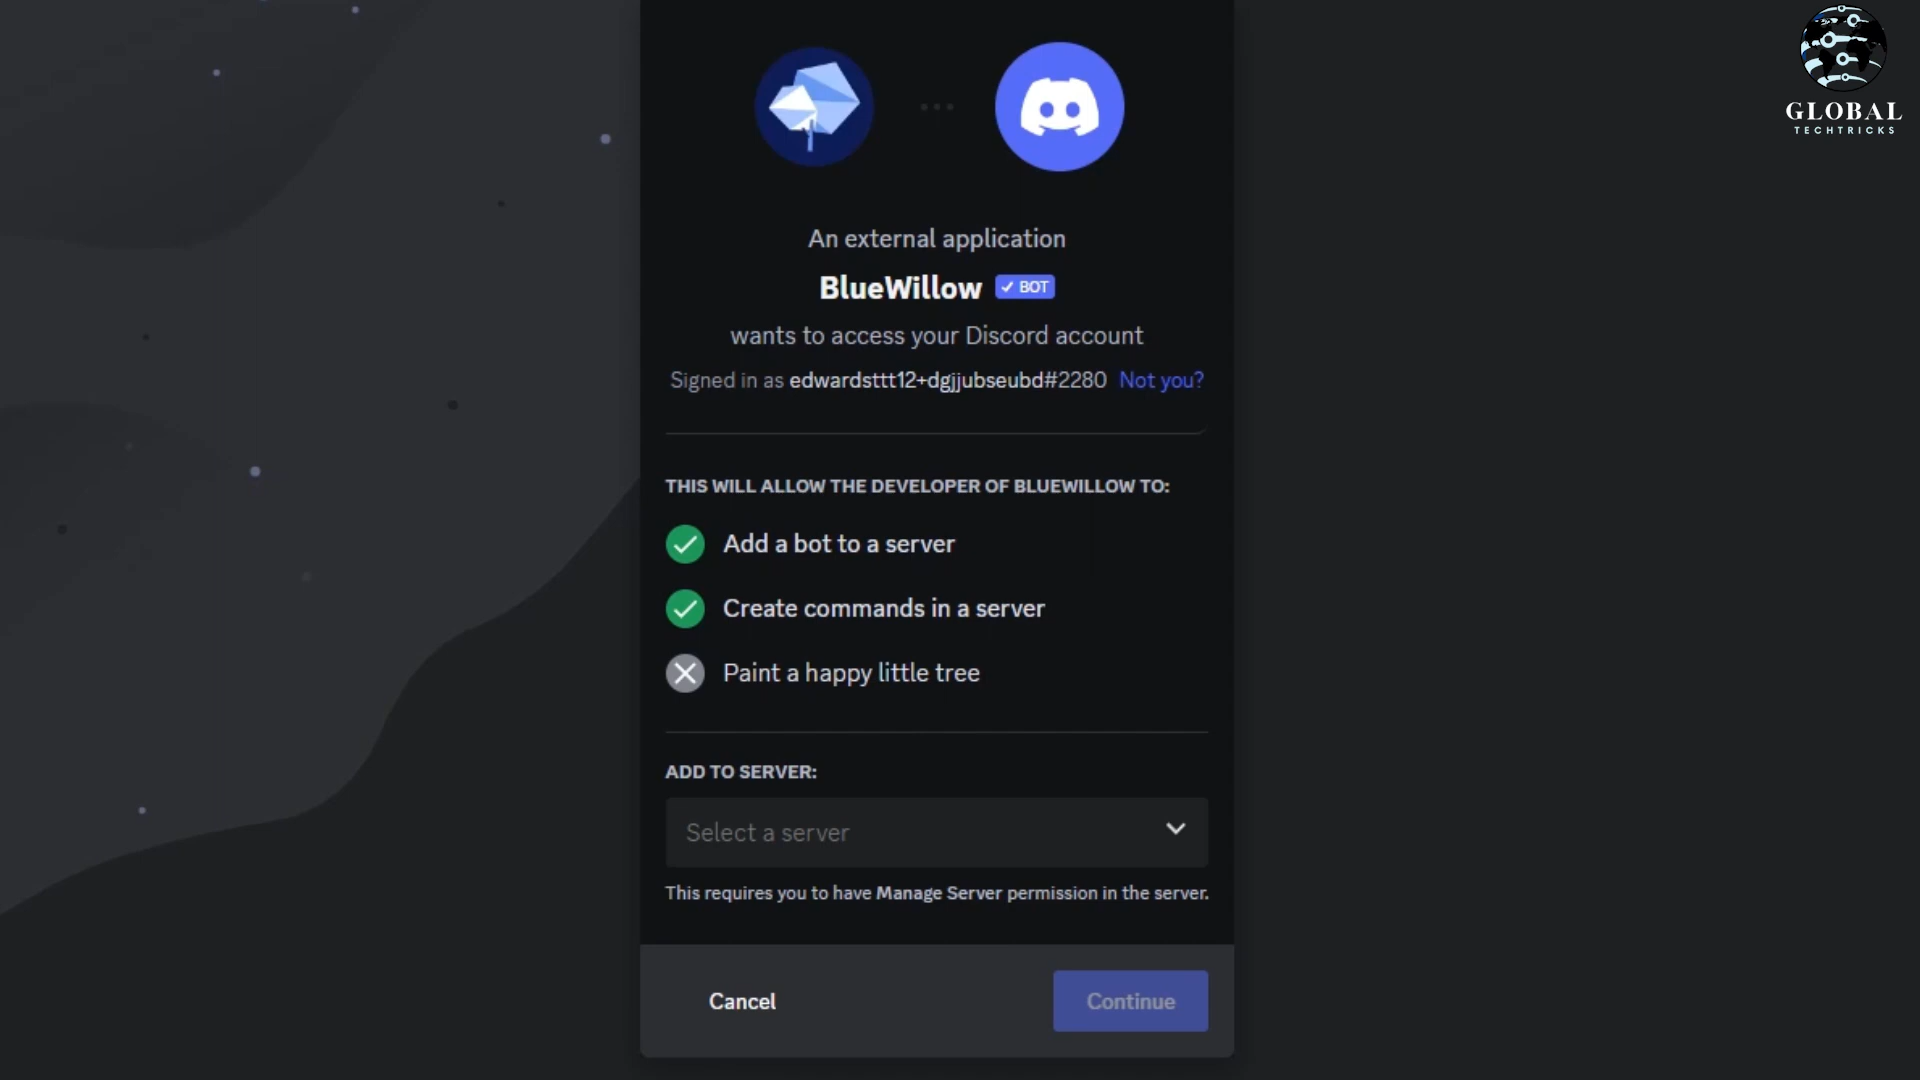 GLOBAL
TECHTRICKS
An external application
BlueWillow ✓ BOT
wants to access your Discord account
Signed in as edwardsttt12+dgjjubseubd#2280 Not you?
THIS WILL ALLOW THE DEVELOPER OF BLUEWILLOW TO:
Add a bot to a server
Create commands in a server
Paint a happy little tree
ADD TO SERVER:
Select a server
This requires you to have Manage Server permission in the server.
Cancel
Continue